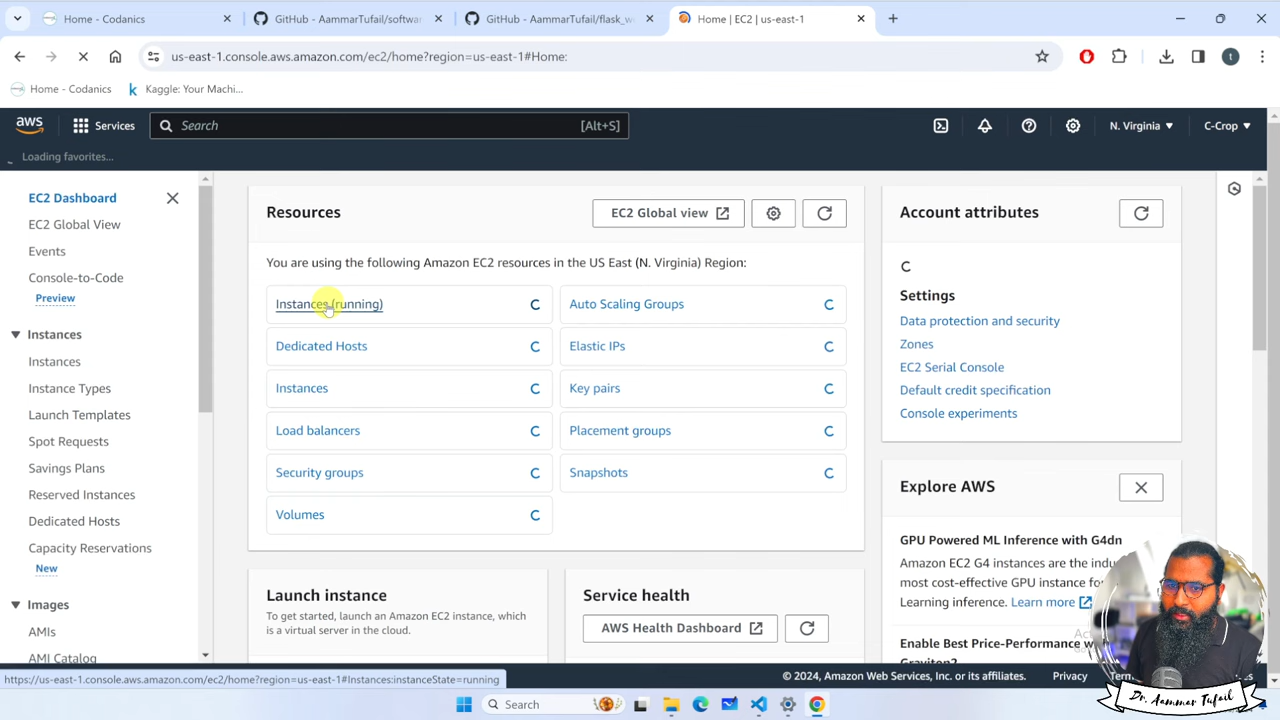 Home - Codanics
GitHub - AammarTufail/softwar
GitHub - AammarTufail/flask_w
Home | EC2 | us-east-1
us-east-1.console.aws.amazon.com/ec2/home?region=us-east-1#Home:
Home - Codanics
Kaggle: Your Machi...
aws
Services
Search
[Alt+S]
N. Virginia
C-Crop
Loading favorites...
EC2 Dashboard
EC2 Global View
Events
Console-to-Code
Preview
Instances
Instances
Instance Types
Launch Templates
Spot Requests
Savings Plans
Reserved Instances
Dedicated Hosts
Capacity Reservations
New
Images
AMIs
AMI Catalog
Resources
EC2 Global view
You are using the following Amazon EC2 resources in the US East (N. Virginia) Region:
Instances (running)
Auto Scaling Groups
Dedicated Hosts
Elastic IPs
Instances
Key pairs
Load balancers
Placement groups
Security groups
Snapshots
Volumes
Launch instance
To get started, launch an Amazon EC2 instance, which
is a virtual server in the cloud.
Service health
AWS Health Dashboard
Account attributes
Settings
Data protection and security
Zones
EC2 Serial Console
Default credit specification
Console experiments
Explore AWS
GPU Powered ML Inference with G4dn
Amazon EC2 G4 instances are the indu
most cost-effective GPU instance for
Learning inference. Learn more
Enable Best Price-Performance w
Graviton2
https://us-east-1.console.aws.amazon.com/ec2/home?region=us-east-1#Instances:instanceState=running
© 2024, Amazon Web Services, Inc. or its affiliates.
Privacy
Dr. Aammar Tufail
Search